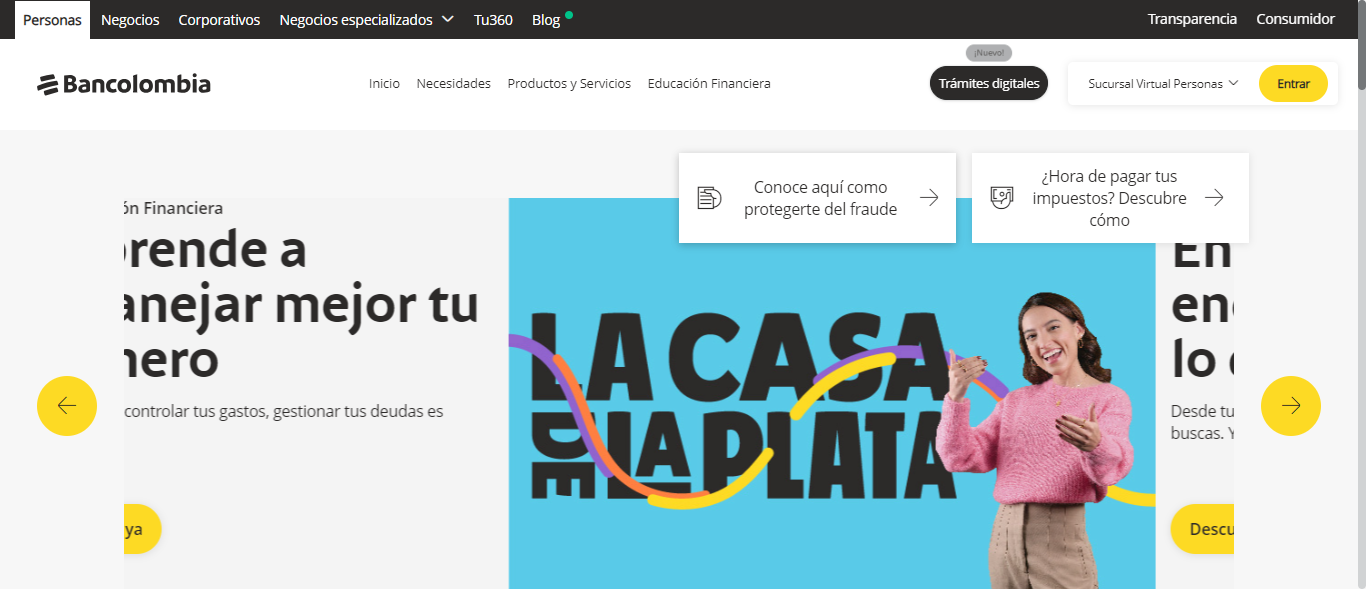 Personas Negocios Corporativos Negocios especializados Tu360 Blog Transparencia Consumidor
¡Nuevo!
Bancolombia Inicio Necesidades Productos y Servicios Educación Financiera Trámites digitales Sucursal Virtual Personas Entrar
Conoce aquí como
protegerte del fraude
¿Hora de pagar tus
impuestos? Descubre
cómo
ón Financiera
prende a
anejar mejor tu
nero
controlar tus gastos, gestionar tus deudas es
ya
LA CASA
DE LA PLATA
En
en
lo
Desde tu
buscas. Y
Descu